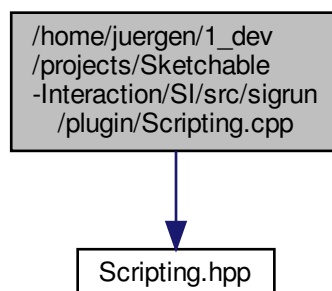 /home/juergen/1_dev
/projects/Sketchable
-Interaction/SI/src/sigrun
/plugin/Scripting.cpp
Scripting.hpp